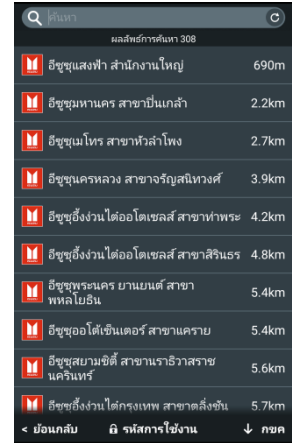 ค้นหา
ผลลัพธ์การค้นหา 308
อีซูซุแสงฟ้า สำนักงานใหญ่ 690m
อีซูซุมหานคร สาขาปิ่นเกล้า 2.2km
อีซูซุเมโทร สาขาหัวลำโพง 2.7km
อีซูซุนครหลวง สาขาจรัญสนิทวงศ์ 3.9km
อีซูซุอึ้งง่วนไต๋ออโตเซลส์ สาขาท่าพระ 4.2km
อีซูซุอึ้งง่วนไต๋ออโตเซลส์ สาขาสิรินธร 4.8km
อีซูซุพระนคร ยานยนต์ สาขา
พหลโยธิน 5.4km
อีซูซุออโต้เซ็นเตอร์ สาขาแคราย 5.4km
อีซูซุสยามซิตี้ สาขานราธิวาสราช
นครินทร์ 5.6km
อีซูซุอึ้งง่วนไต๋กรุงเทพ สาขาตลิ่งชัน 5.7km
< ย้อนกลับ รหัสการใช้งาน ↓ กขค